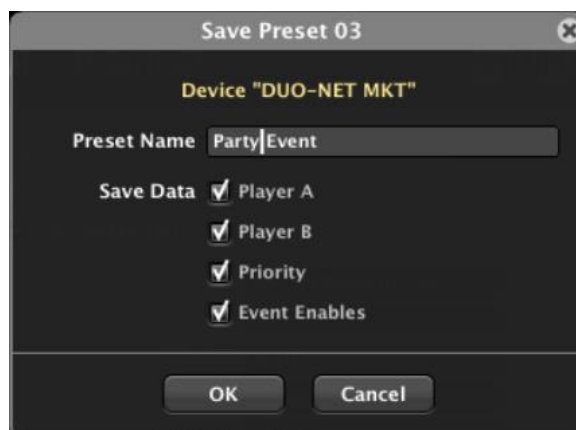 Save Preset 03
Device "DUO-NET MKT"
Preset Name Party Event
Save Data Player A
Player B
Priority
Event Enables
OK Cancel